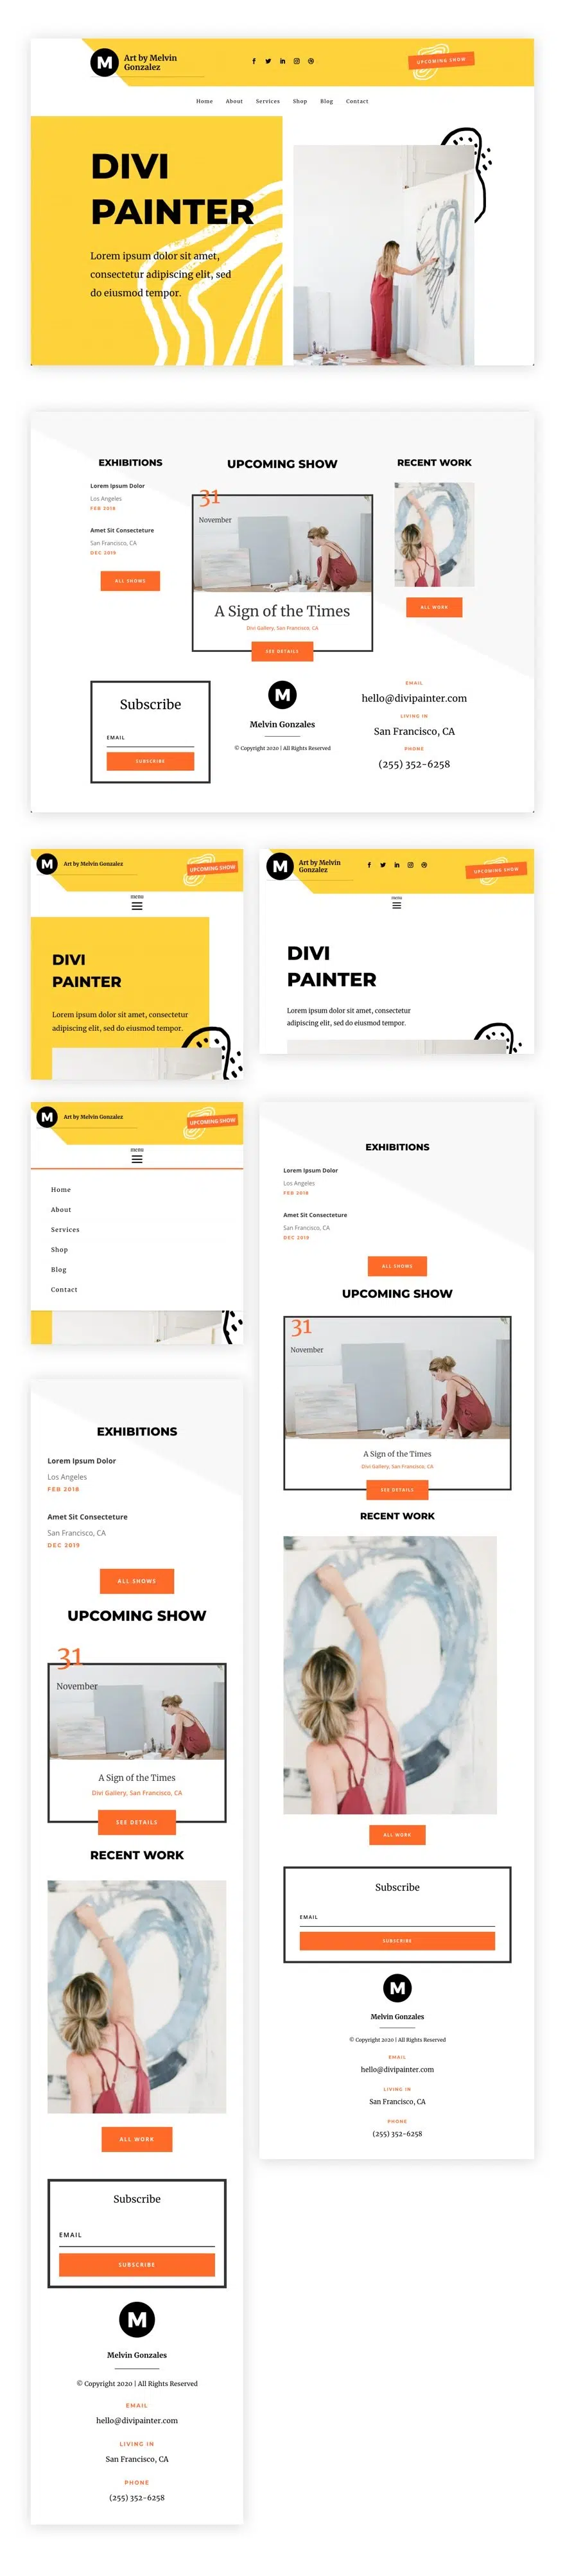 M
Art by Melvin
Gonzalez
UPCOMING SHOW
Home About Services Shop Blog Contact
DIVI
PAINTER
Lorem ipsum dolor sit amet,
consectetur adipiscing elit, sed
do eiusmod tempor.
EXHIBITIONS
Lorem Ipsum Dolor
Los Angeles
FEB 2018
Amet Sit Consecteture
San Francisco, CA
DEC 2019
ALL SHOWS
UPCOMING SHOW
31
November
A Sign of the Times
Divi Gallery, San Francisco, CA
SEE DETAILS
RECENT WORK
ALL WORK
Subscribe
EMAIL
SUBSCRIBE
M
Melvin Gonzales
© Copyright 2020 | All Rights Reserved
EMAIL
hello@divipainter.com
LIVING IN
San Francisco, CA
PHONE
(255) 352-6258
M
Art by Melvin Gonzalez
UPCOMING SHOW
menu
DIVI
PAINTER
Lorem ipsum dolor sit amet, consectetur
adipiscing elit, sed do eiusmod tempor.
M
Art by Melvin
Gonzalez
UPCOMING SHOW
menu
DIVI
PAINTER
Lorem ipsum dolor sit amet, consectetur
adipiscing elit, sed do eiusmod tempor.
M
Art by Melvin Gonzalez
UPCOMING SHOW
menu
Home
About
Services
Shop
Blog
Contact
EXHIBITIONS
Lorem Ipsum Dolor
Los Angeles
FEB 2018
Amet Sit Consecteture
San Francisco, CA
DEC 2019
ALL SHOWS
UPCOMING SHOW
31
November
A Sign of the Times
Divi Gallery, San Francisco, CA
SEE DETAILS
RECENT WORK
ALL WORK
Subscribe
EMAIL
SUBSCRIBE
M
Melvin Gonzales
© Copyright 2020 | All Rights Reserved
EMAIL
hello@divipainter.com
LIVING IN
San Francisco, CA
PHONE
(255) 352-6258
EXHIBITIONS
Lorem Ipsum Dolor
Los Angeles
FEB 2018
Amet Sit Consecteture
San Francisco, CA
DEC 2019
ALL SHOWS
UPCOMING SHOW
31
November
A Sign of the Times
Divi Gallery, San Francisco, CA
SEE DETAILS
RECENT WORK
ALL WORK
Subscribe
EMAIL
SUBSCRIBE
M
Melvin Gonzales
© Copyright 2020 | All Rights Reserved
EMAIL
hello@divipainter.com
LIVING IN
San Francisco, CA
PHONE
(255) 352-6258